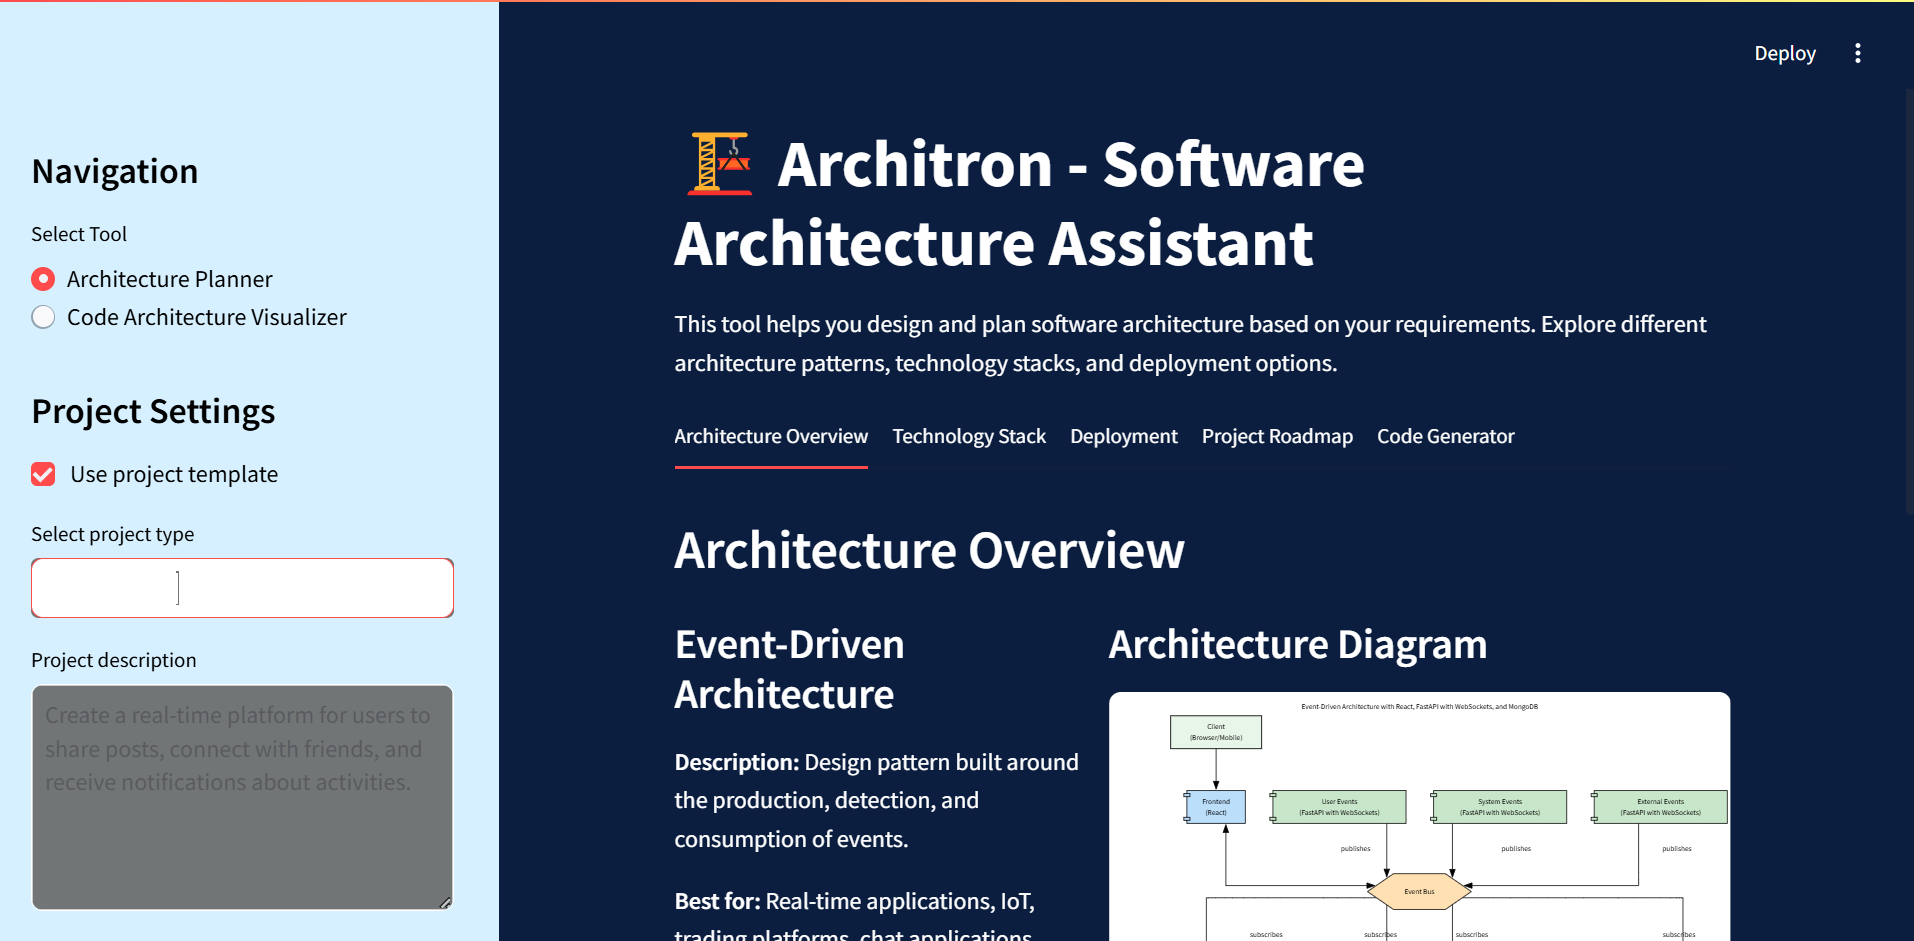 Deploy
Navigation
Select Tool
Architecture Planner
Code Architecture Visualizer
Project Settings
Use project template
Select project type
Project description
Create a real-time platform for users to
share posts, connect with friends, and
receive notifications about activities.
Architron - Software
Architecture Assistant
This tool helps you design and plan software architecture based on your requirements. Explore different
architecture patterns, technology stacks, and deployment options.
Architecture Overview Technology Stack Deployment Project Roadmap Code Generator
Architecture Overview
Event-Driven
Architecture
Description: Design pattern built around
the production, detection, and
consumption of events.
Best for: Real-time applications, IoT,
trading platforms, chat applications
Architecture Diagram
Event-Driven Architecture with React, FastAPI with WebSockets, and MongoDB
Client
(Browser/Mobile)
Frontend
(React)
User Events
(FastAPI with WebSockets)
System Events
(FastAPI with WebSockets)
External Events
(FastAPI with WebSockets)
publishes publishes publishes
Event Bus
subscribes subscribes subscribes subscribes